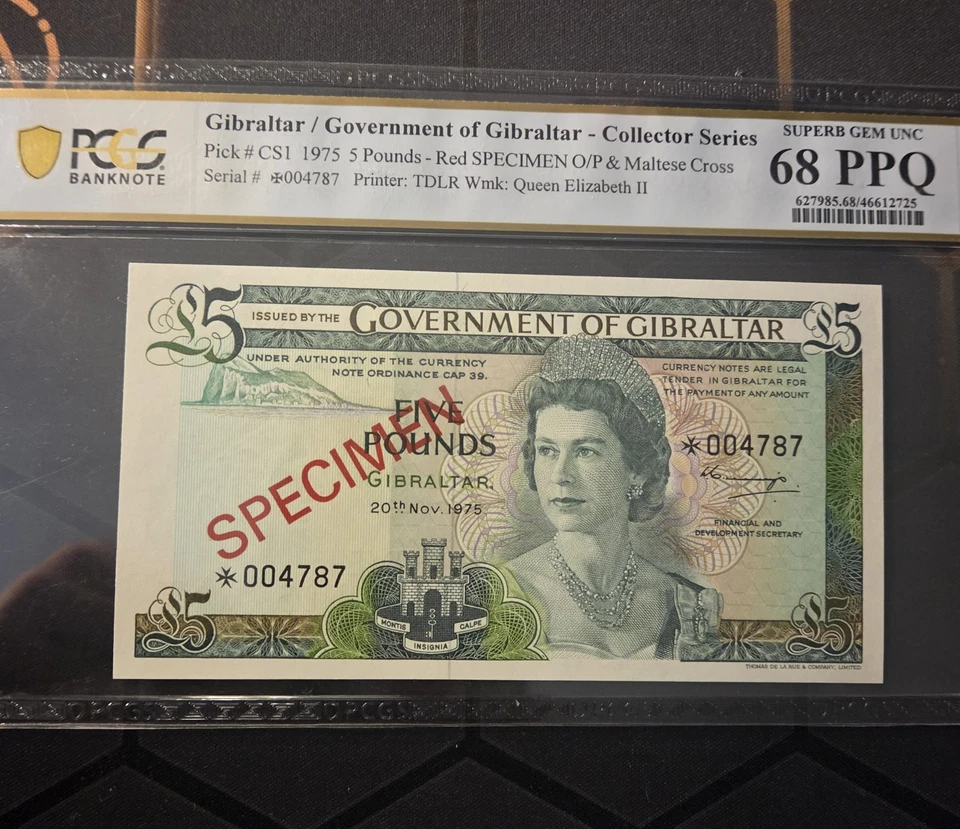 PCGS
BANKNOTE
Gibraltar / Government of Gibraltar - Collector Series
Pick # CS1 1975 5 Pounds - Red SPECIMEN O/P & Maltese Cross
Serial # ✠004787 Printer: TDLR Wmk: Queen Elizabeth II
SUPERB GEM UNC
68 PPQ
627985.68/46612725
£5
ISSUED BY THE GOVERNMENT OF GIBRALTAR
£5
UNDER AUTHORITY OF THE CURRENCY
NOTE ORDINANCE CAP 39.
CURRENCY NOTES ARE LEGAL
TENDER IN GIBRALTAR FOR
THE PAYMENT OF ANY AMOUNT
FIVE
POUNDS
SPECIMEN
GIBRALTAR,
20th Nov. 1975
✠004787
FINANCIAL AND
DEVELOPMENT SECRETARY
✠004787
£5
MONTIS CALPE
INSIGNIA
£5
THOMAS DE LA RUE & COMPANY, LIMITED